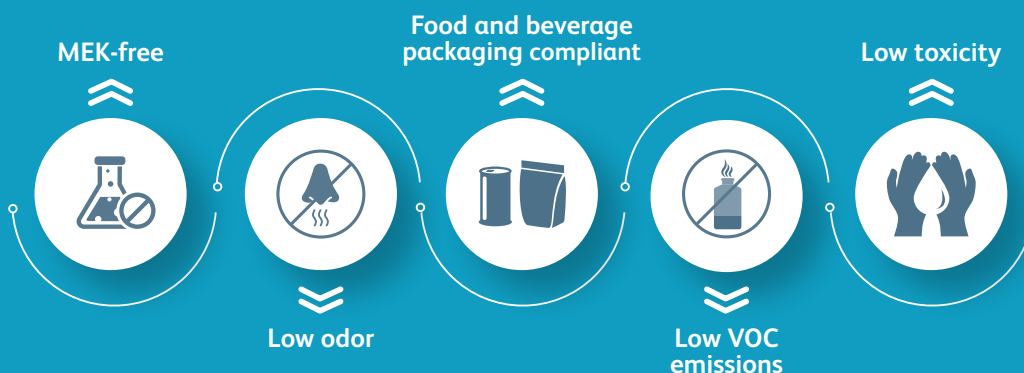 MEK-free
Low odor
Food and beverage
packaging compliant
Low VOC
emissions
Low toxicity